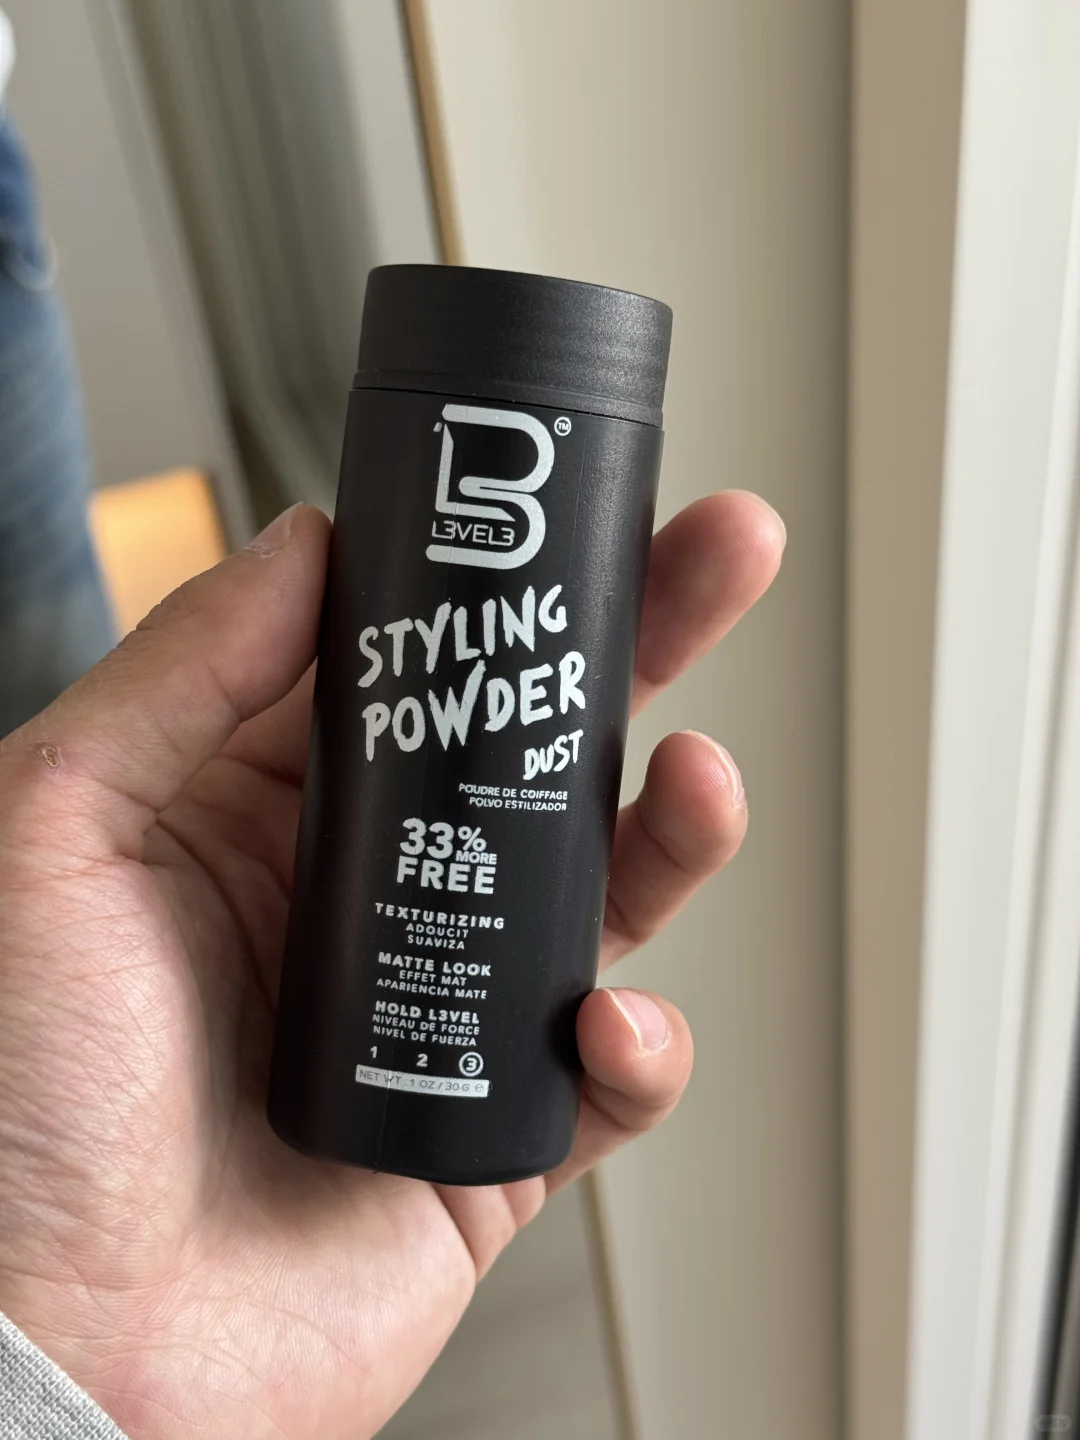 L3VEL3
TM
STYLING
POWDER
DUST
POUDRE DE COIFFAGE
POLVO ESTILIZADOR
33%
MORE
FREE
TEXTURIZING
ADOUCIT
SUAVIZA
MATTE LOOK
EFFET MAT
APARIENCIA MATE
HOLD L3VEL
NIVEAU DE FORCE
NIVEL DE FUERZA
1 2 3
NET WT. 1 OZ / 30 G e